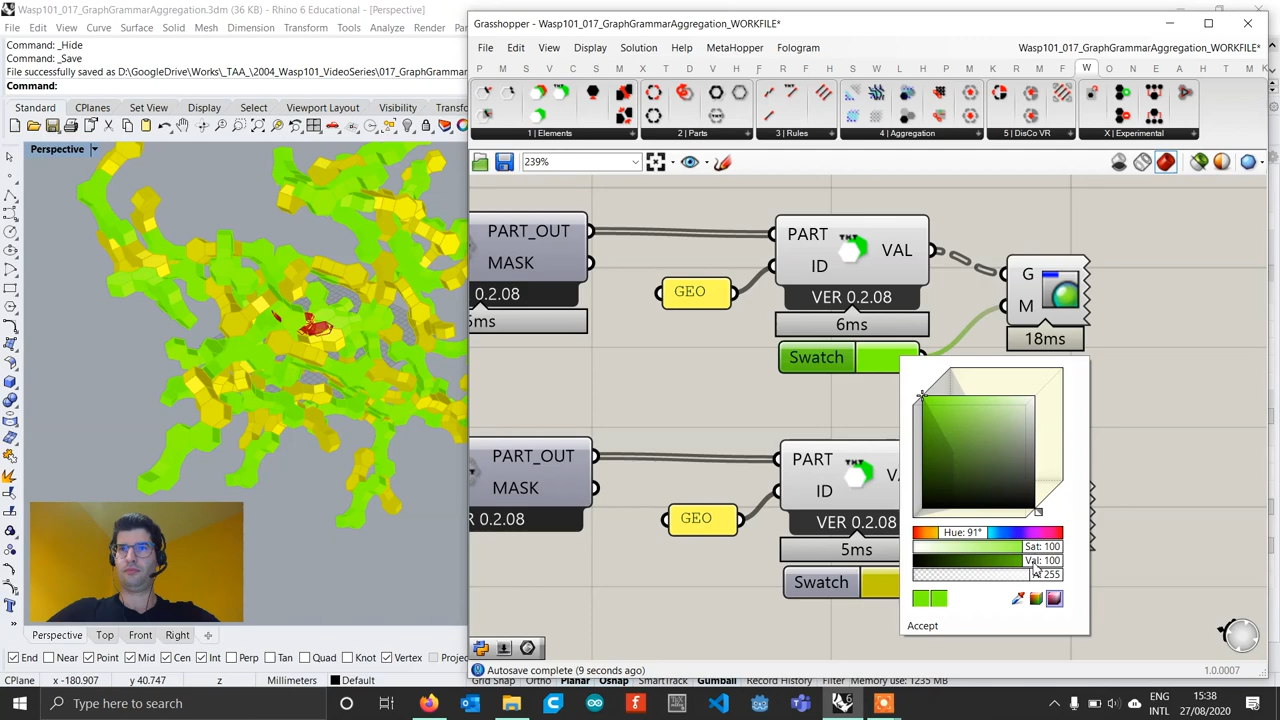 Wasp101_017_GraphGrammarAggregation.3dm (36 KB) - Rhino 6 Educational - [Perspective]
File Edit View Curve Surface Solid Mesh Dimension Transform Tools Analyze Render
Command: _Hide
Command: _Save
File successfully saved as D:\GoogleDrive\Works\_TAA_\2004_Wasp101_VideoSeries\017_GraphGrammar
Command:
Standard CPlanes Set View Display Select Viewport Layout Visibility Transfo
Perspective
Grasshopper - Wasp101_017_GraphGrammarAggregation_WORKFILE*
File Edit View Display Solution Help MetaHopper Fologram
Wasp101_017_GraphGrammarAggregation_WORKFILE*
1 | Elements
2 | Parts
3 | Rules
4 | Aggregation
5 | DisCo VR
X | Experimental
239%
PART_OUT
MASK
0.2.08
5ms
GEO
PART
ID
VAL
VER 0.2.08
6ms
Swatch
G
M
18ms
PART_OUT
MASK
R 0.2.08
GEO
PART
ID
VER 0.2.08
5ms
Swatch
Hue: 91°
Sat: 100
Val: 100
255
Accept
Autosave complete (9 seconds ago)
1.0007
Perspective Top Front Right
End Near Point Mid Cen Int Perp Tan Quad Knot Vertex Projec
CPlane x -180.907 y 40.747 Millimeters Default
Grid Snap Ortho Planar Osnap SmartTrack Gumball Record History Filter Memory use: 1235 MB
Type here to search
ENG
INTL
15:38
27/08/2020